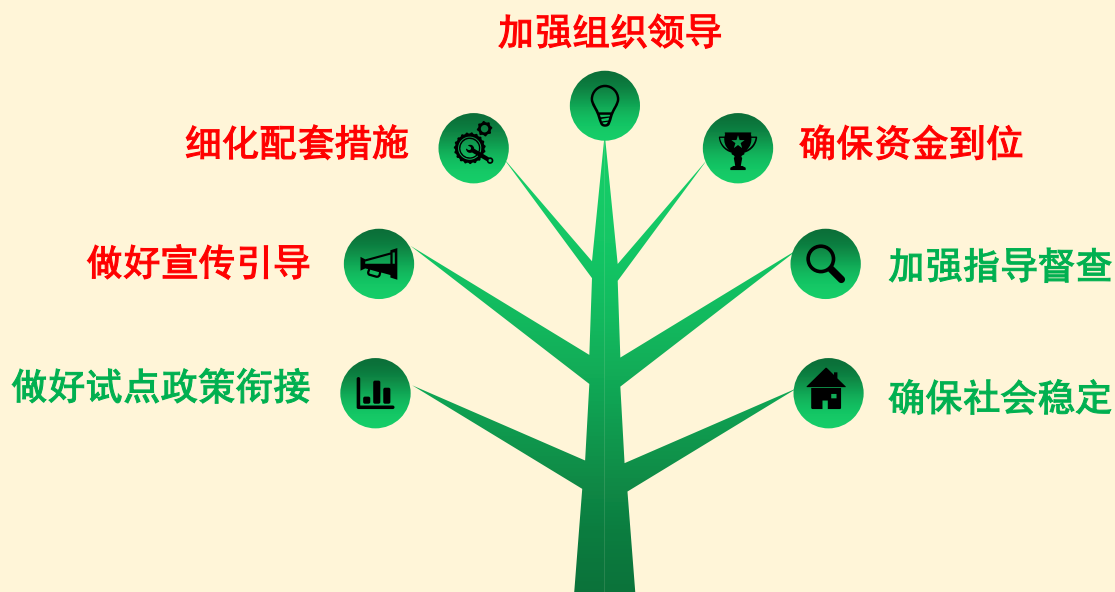 加强组织领导
细化配套措施
确保资金到位
做好宣传引导
加强指导督查
做好试点政策衔接
确保社会稳定